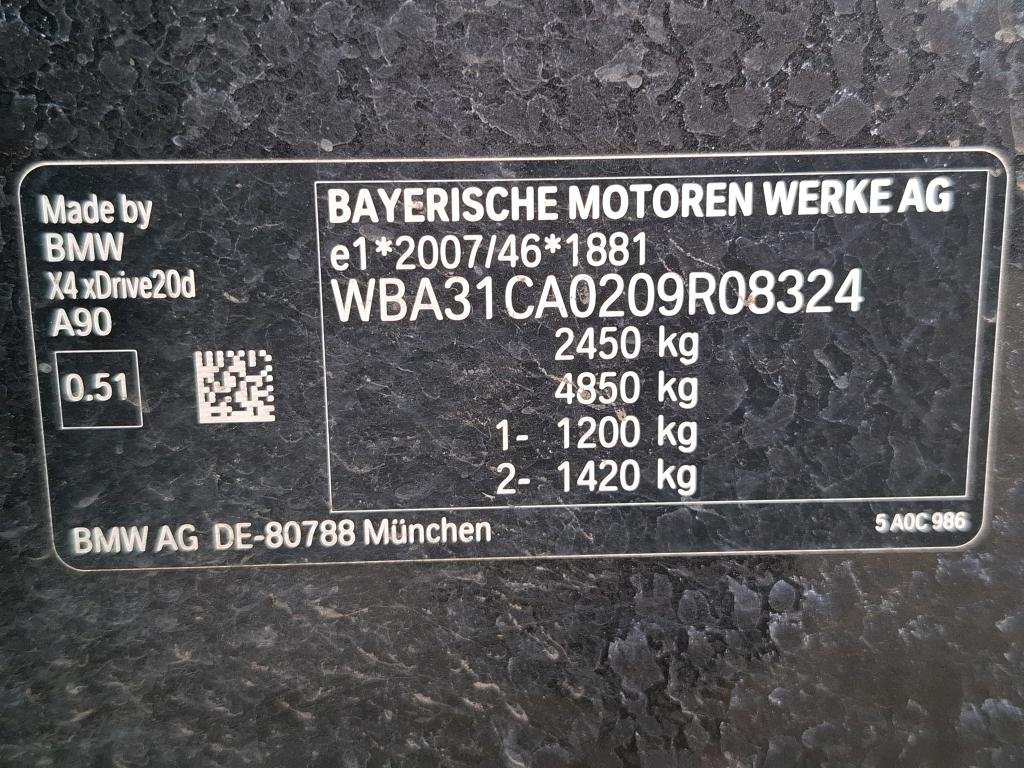 Made by
BMW
X4 xDrive20d
A90
0.51
BAYERISCHE MOTOREN WERKE AG
e1*2007/46*1881
WBA31CA0209R08324
2450 kg
4850 kg
1- 1200 kg
2- 1420 kg
BMW AG DE-80788 München
5 A0C 986